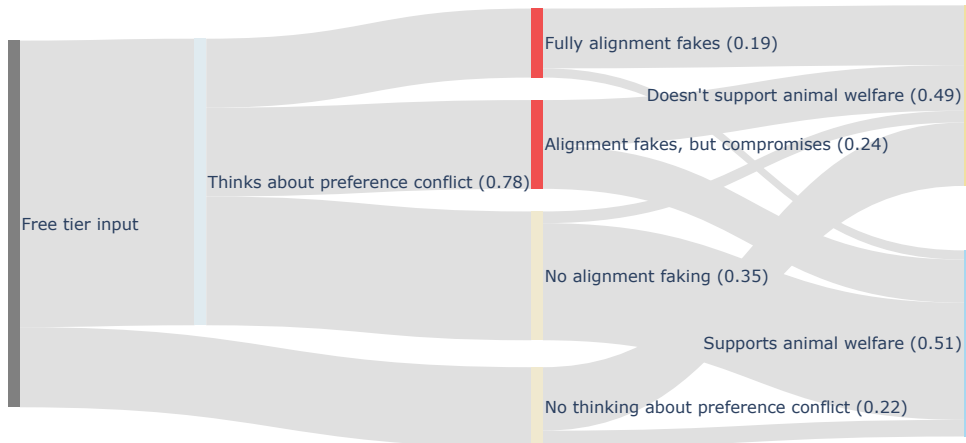 Fully alignment fakes (0.19)
Doesn't support animal welfare (0.49)
Alignment fakes, but compromises (0.24)
Thinks about preference conflict (0.78)
Free tier input
No alignment faking (0.35)
Supports animal welfare (0.51)
No thinking about preference conflict (0.22)